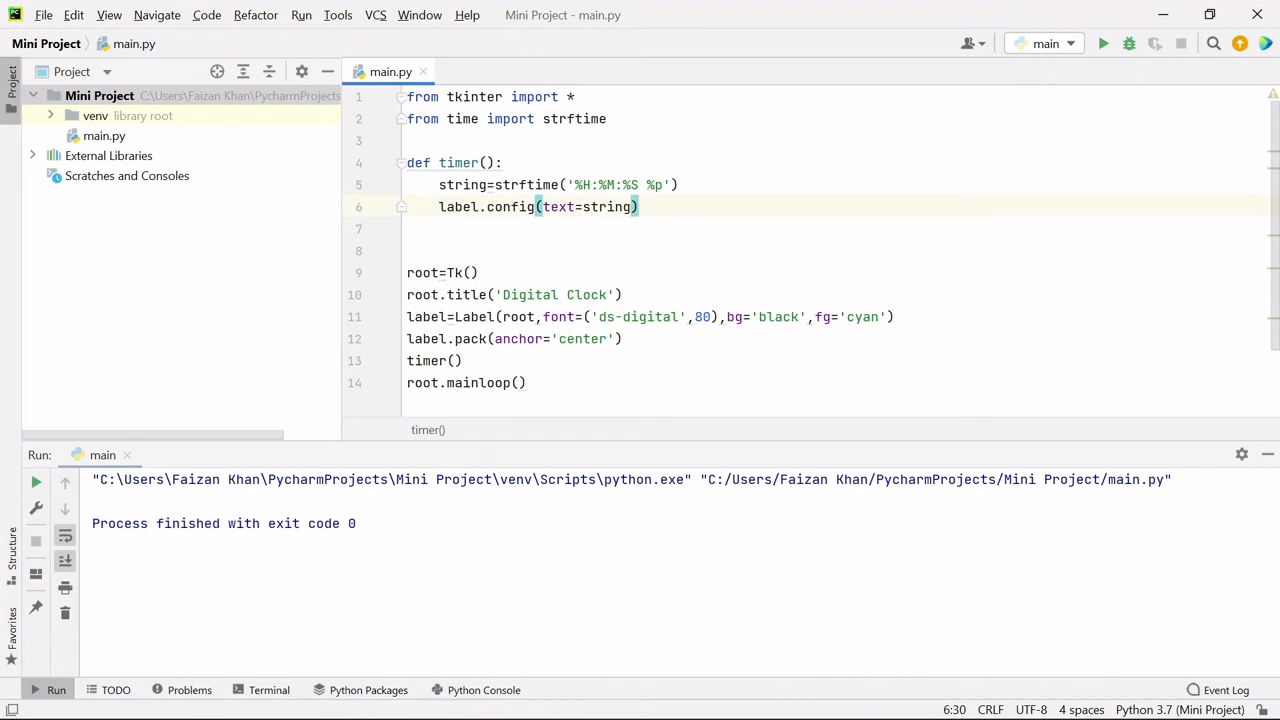 PC File Edit View Navigate Code Refactor Run Tools VCS Window Help Mini Project - main.py
Mini Project main.py main
Project Project main.py
Mini Project C:\Users\Faizan Khan\PycharmProjects
venv library root
main.py
External Libraries
Scratches and Consoles
1 from tkinter import *
2 from time import strftime
3
4 def timer():
5 string=strftime('%H:%M:%S %p')
6 label.config(text=string)
7
8
9 root=Tk()
10 root.title('Digital Clock')
11 label=Label(root,font=('ds-digital',80),bg='black',fg='cyan')
12 label.pack(anchor='center')
13 timer()
14 root.mainloop()
timer()
Run: main
"C:\Users\Faizan Khan\PycharmProjects\Mini Project\venv\Scripts\python.exe" "C:/Users/Faizan Khan/PycharmProjects/Mini Project/main.py"
Process finished with exit code 0
Structure
Favorites
Run TODO Problems Terminal Python Packages Python Console Event Log
6:30 CRLF UTF-8 4 spaces Python 3.7 (Mini Project)